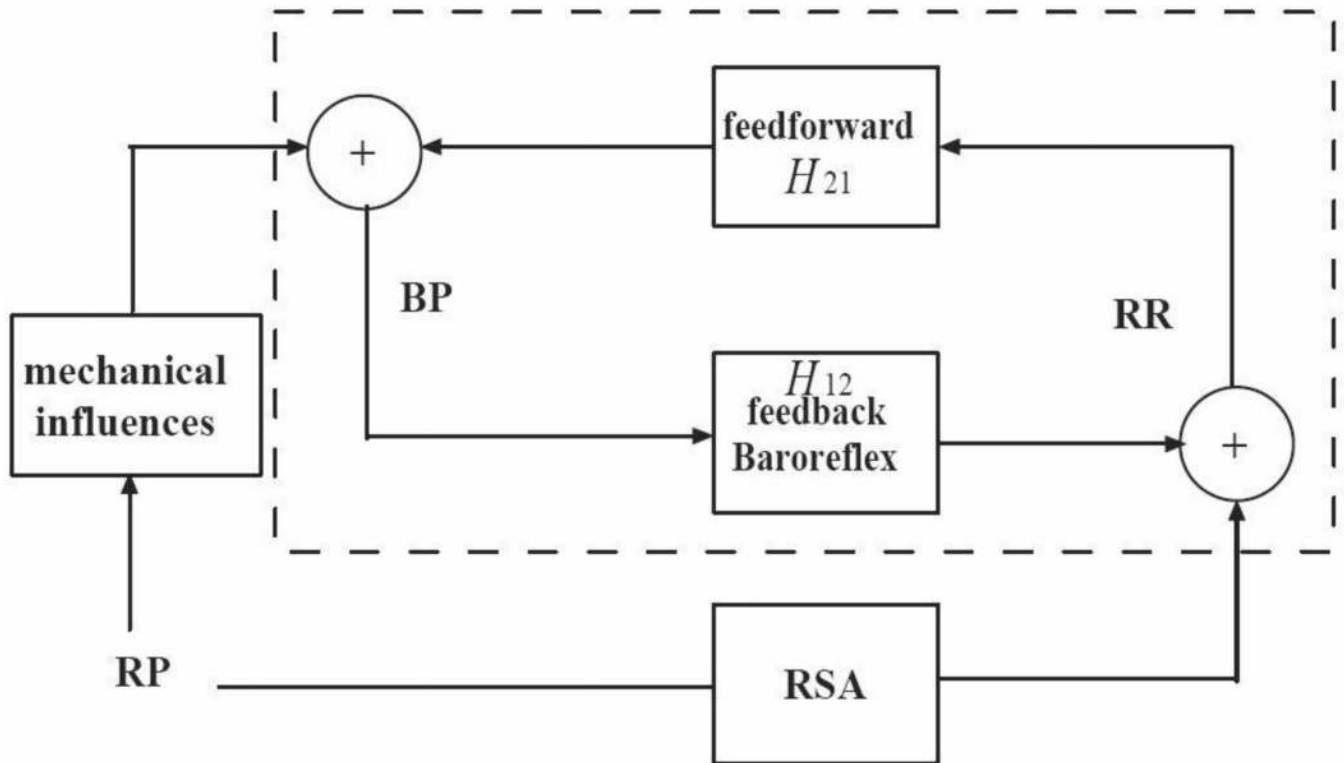 +
feedforward
H21
BP
RR
mechanical
influences
H12
feedback
Baroreflex
+
RP
RSA